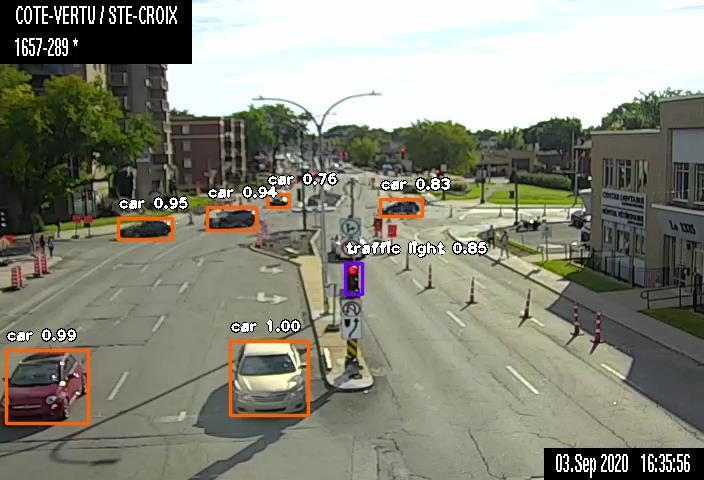 COTE-VERTU / STE-CROIX
1657-289 *
car 0.76
car 0.94
car 0.95
car 0.83
traffic light 0.85
car 0.99
car 1.00
03.Sep 2020 16:35:56